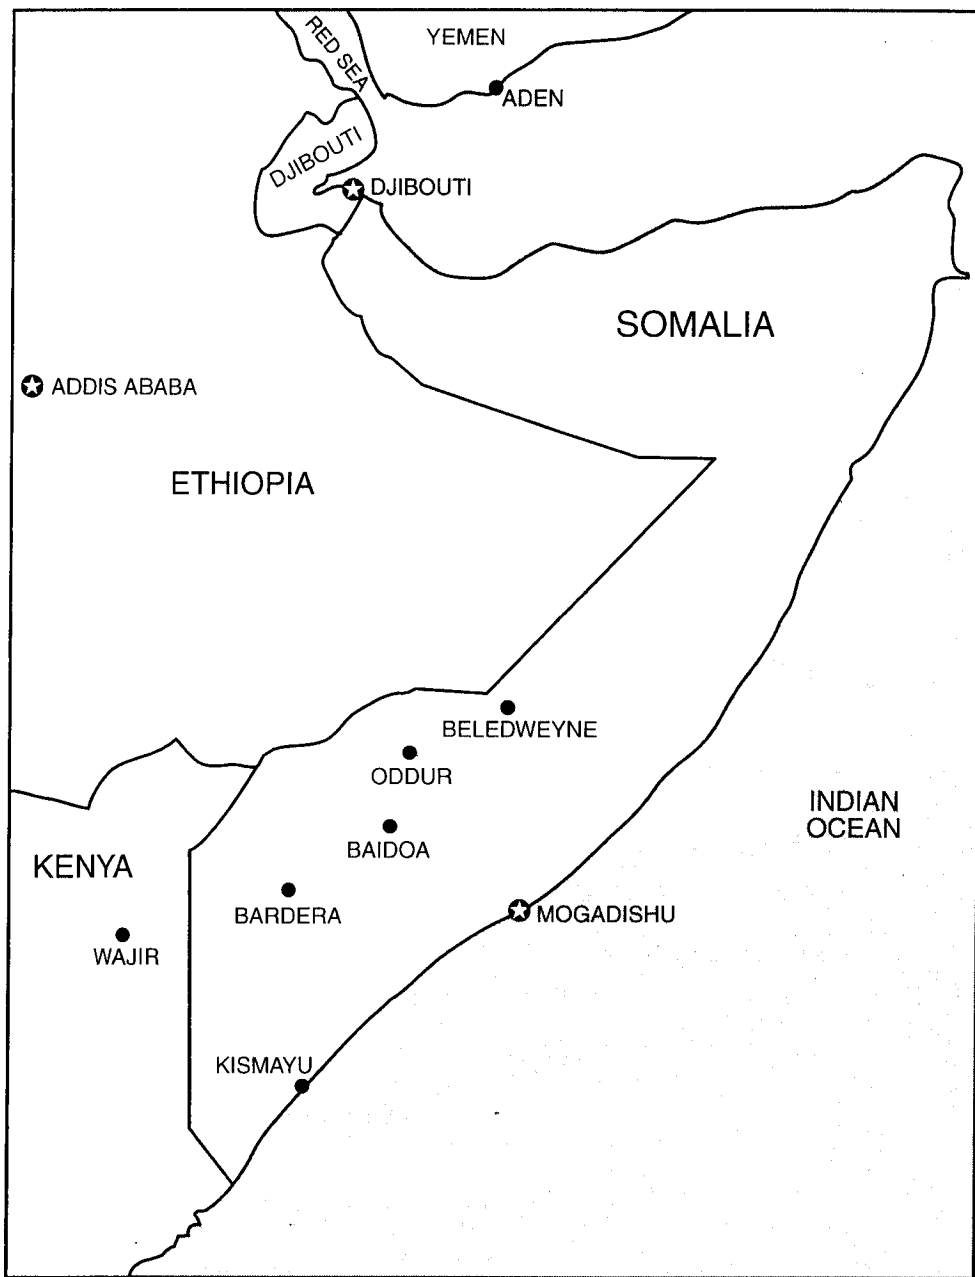 RED SEA
YEMEN
ADEN
DJIBOUTI
DJIBOUTI
SOMALIA
ADDIS ABABA
ETHIOPIA
BELEDWEYNE
ODDUR
INDIAN
OCEAN
BAIDOA
KENYA
BARDERA
MOGADISHU
WAJIR
KISMAYU